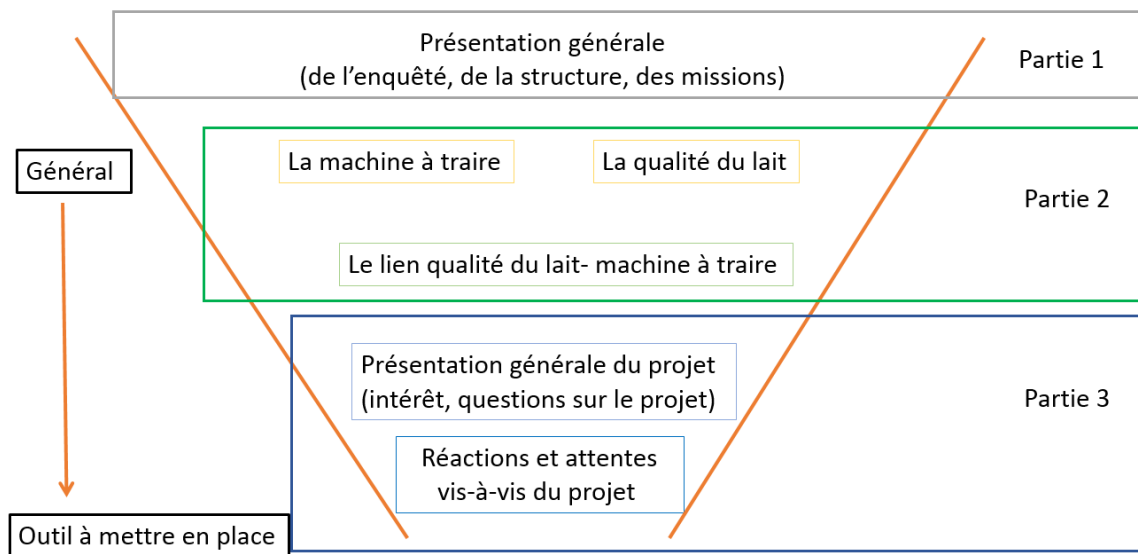 Présentation générale
(de l'enquêté, de la structure, des missions)
Partie 1
Général
La machine à traire
La qualité du lait
Partie 2
Le lien qualité du lait- machine à traire
Présentation générale du projet
(intérêt, questions sur le projet)
Partie 3
Réactions et attentes
vis-à-vis du projet
Outil à mettre en place